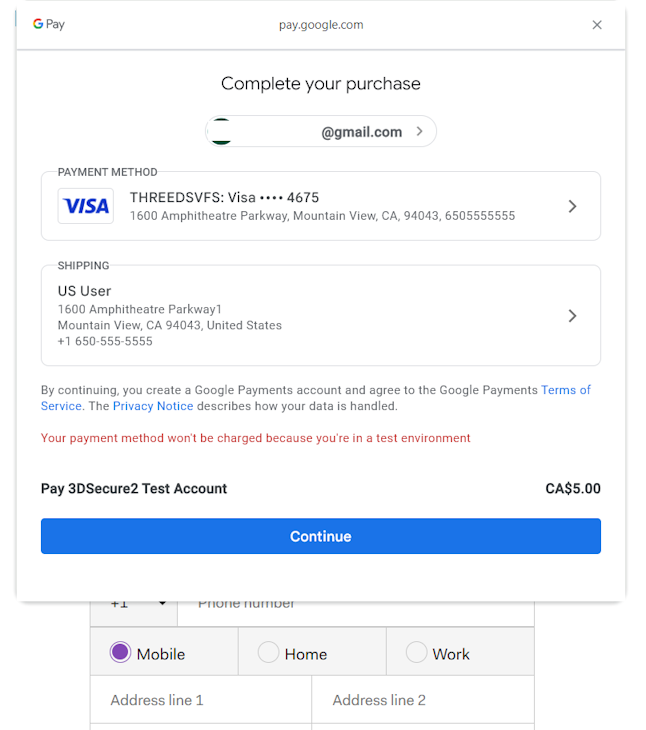 G Pay
pay.google.com
Complete your purchase
@gmail.com
PAYMENT METHOD
VISA
THREEDSVFS: Visa •••• 4675
1600 Amphitheatre Parkway, Mountain View, CA, 94043, 6505555555
SHIPPING
US User
1600 Amphitheatre Parkway1
Mountain View, CA 94043, United States
+1 650-555-5555
By continuing, you create a Google Payments account and agree to the Google Payments Terms of
Service. The Privacy Notice describes how your data is handled.
Your payment method won't be charged because you're in a test environment
Pay 3DSecure2 Test Account
CA$5.00
Continue
+1
Phone number
Mobile
Home
Work
Address line 1
Address line 2